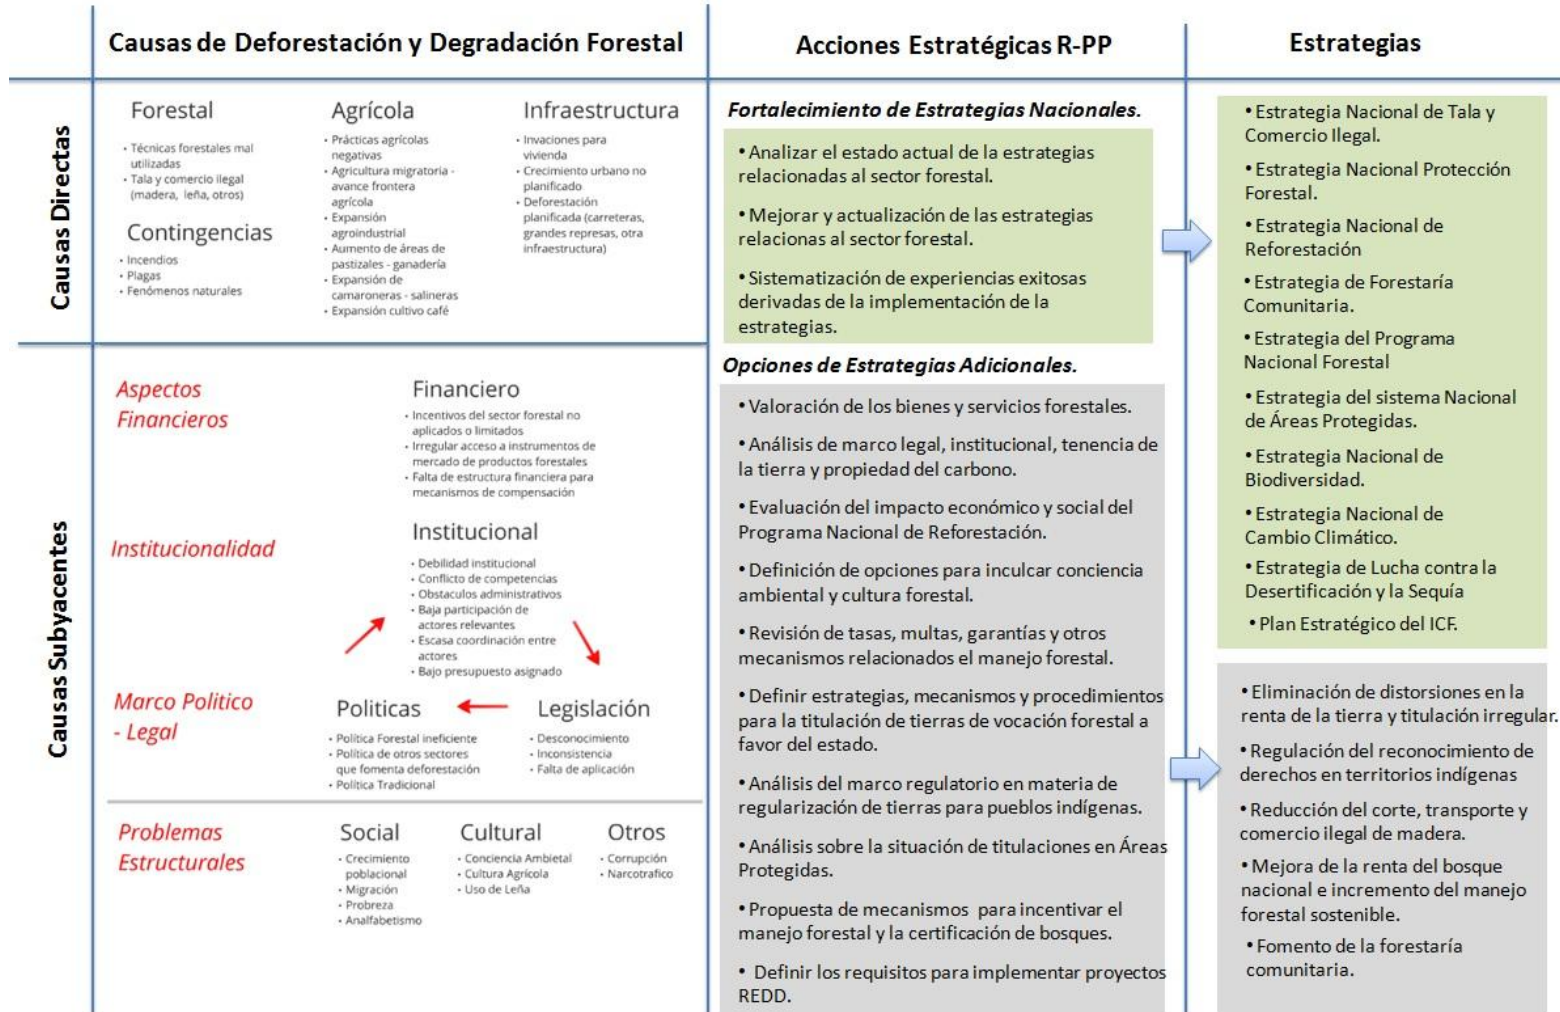 Causas de Deforestación y Degradación Forestal
Acciones Estratégicas R-PP
Estrategias
Causas Directas
Forestal
• Técnicas forestales mal
utilizadas
• Tala y comercio ilegal
(madera, leña, otros)
Contingencias
• Incendios
• Plagas
• Fenómenos naturales
Agrícola
• Prácticas agrícolas
negativas
• Agricultura migratoria -
avance frontera
agrícola
• Expansión
agroindustrial
• Aumento de áreas de
pastizales - ganadería
• Expansión de
camaroneras - salineras
• Expansión cultivo café
Infraestructura
• Invaciones para
vivienda
• Crecimiento urbano no
planificado
• Deforestación
planificada (carreteras,
grandes represas, otra
infraestructura)
Fortalecimiento de Estrategias Nacionales.
• Analizar el estado actual de la estrategias
relacionadas al sector forestal.
• Mejorar y actualización de las estrategias
relacionas al sector forestal.
• Sistematización de experiencias exitosas
derivadas de la implementación de la
estrategias.
• Estrategia Nacional de Tala y
Comercio Ilegal.
• Estrategia Nacional Protección
Forestal.
• Estrategia Nacional de
Reforestación
• Estrategia de Forestaría
Comunitaria.
• Estrategia del Programa
Nacional Forestal
• Estrategia del sistema Nacional
de Áreas Protegidas.
• Estrategia Nacional de
Biodiversidad.
• Estrategia Nacional de
Cambio Climático.
• Estrategia de Lucha contra la
Desertificación y la Sequía
• Plan Estratégico del ICF.
Causas Subyacentes
Aspectos
Financieros
Financiero
• Incentivos del sector forestal no
aplicados o limitados
• Irregular acceso a instrumentos de
mercado de productos forestales
• Falta de estructura financiera para
mecanismos de compensación
Institucionalidad
Institucional
• Debilidad institucional
• Conflicto de competencias
• Obstaculos administrativos
• Baja participación de
actores relevantes
• Escasa coordinación entre
actores
• Bajo presupuesto asignado
Marco Politico
- Legal
Politicas
• Política Forestal ineficiente
• Política de otros sectores
que fomenta deforestación
• Política Tradicional
Legislación
• Desconocimiento
• Inconsistencia
• Falta de aplicación
Problemas
Estructurales
Social
• Crecimiento
poblacional
• Migración
• Probreza
• Analfabetismo
Cultural
• Conciencia Ambietal
• Cultura Agrícola
• Uso de Leña
Otros
• Corrupción
• Narcotrafico
Opciones de Estrategias Adicionales.
• Valoración de los bienes y servicios forestales.
• Análisis de marco legal, institucional, tenencia de
la tierra y propiedad del carbono.
• Evaluación del impacto económico y social del
Programa Nacional de Reforestación.
• Definición de opciones para inculcar conciencia
ambiental y cultura forestal.
• Revisión de tasas, multas, garantías y otros
mecanismos relacionados el manejo forestal.
• Definir estrategias, mecanismos y procedimientos
para la titulación de tierras de vocación forestal a
favor del estado.
• Análisis del marco regulatorio en materia de
regularización de tierras para pueblos indígenas.
• Análisis sobre la situación de titulaciones en Áreas
Protegidas.
• Propuesta de mecanismos para incentivar el
manejo forestal y la certificación de bosques.
• Definir los requisitos para implementar proyectos
REDD.
• Eliminación de distorsiones en la
renta de la tierra y titulación irregular.
• Regulación del reconocimiento de
derechos en territorios indígenas
• Reducción del corte, transporte y
comercio ilegal de madera.
• Mejora de la renta del bosque
nacional e incremento del manejo
forestal sostenible.
• Fomento de la forestaría
comunitaria.